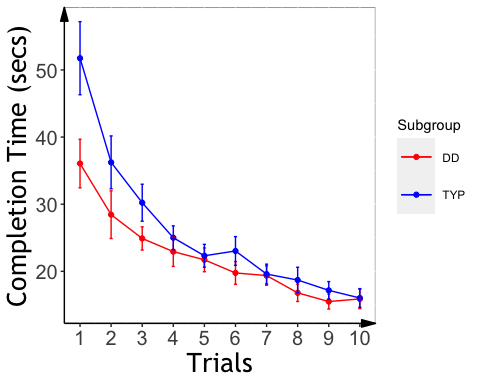 Completion Time (secs)
50
40
30
20
1 2 3 4 5 6 7 8 9 10
Trials
Subgroup
DD
TYP